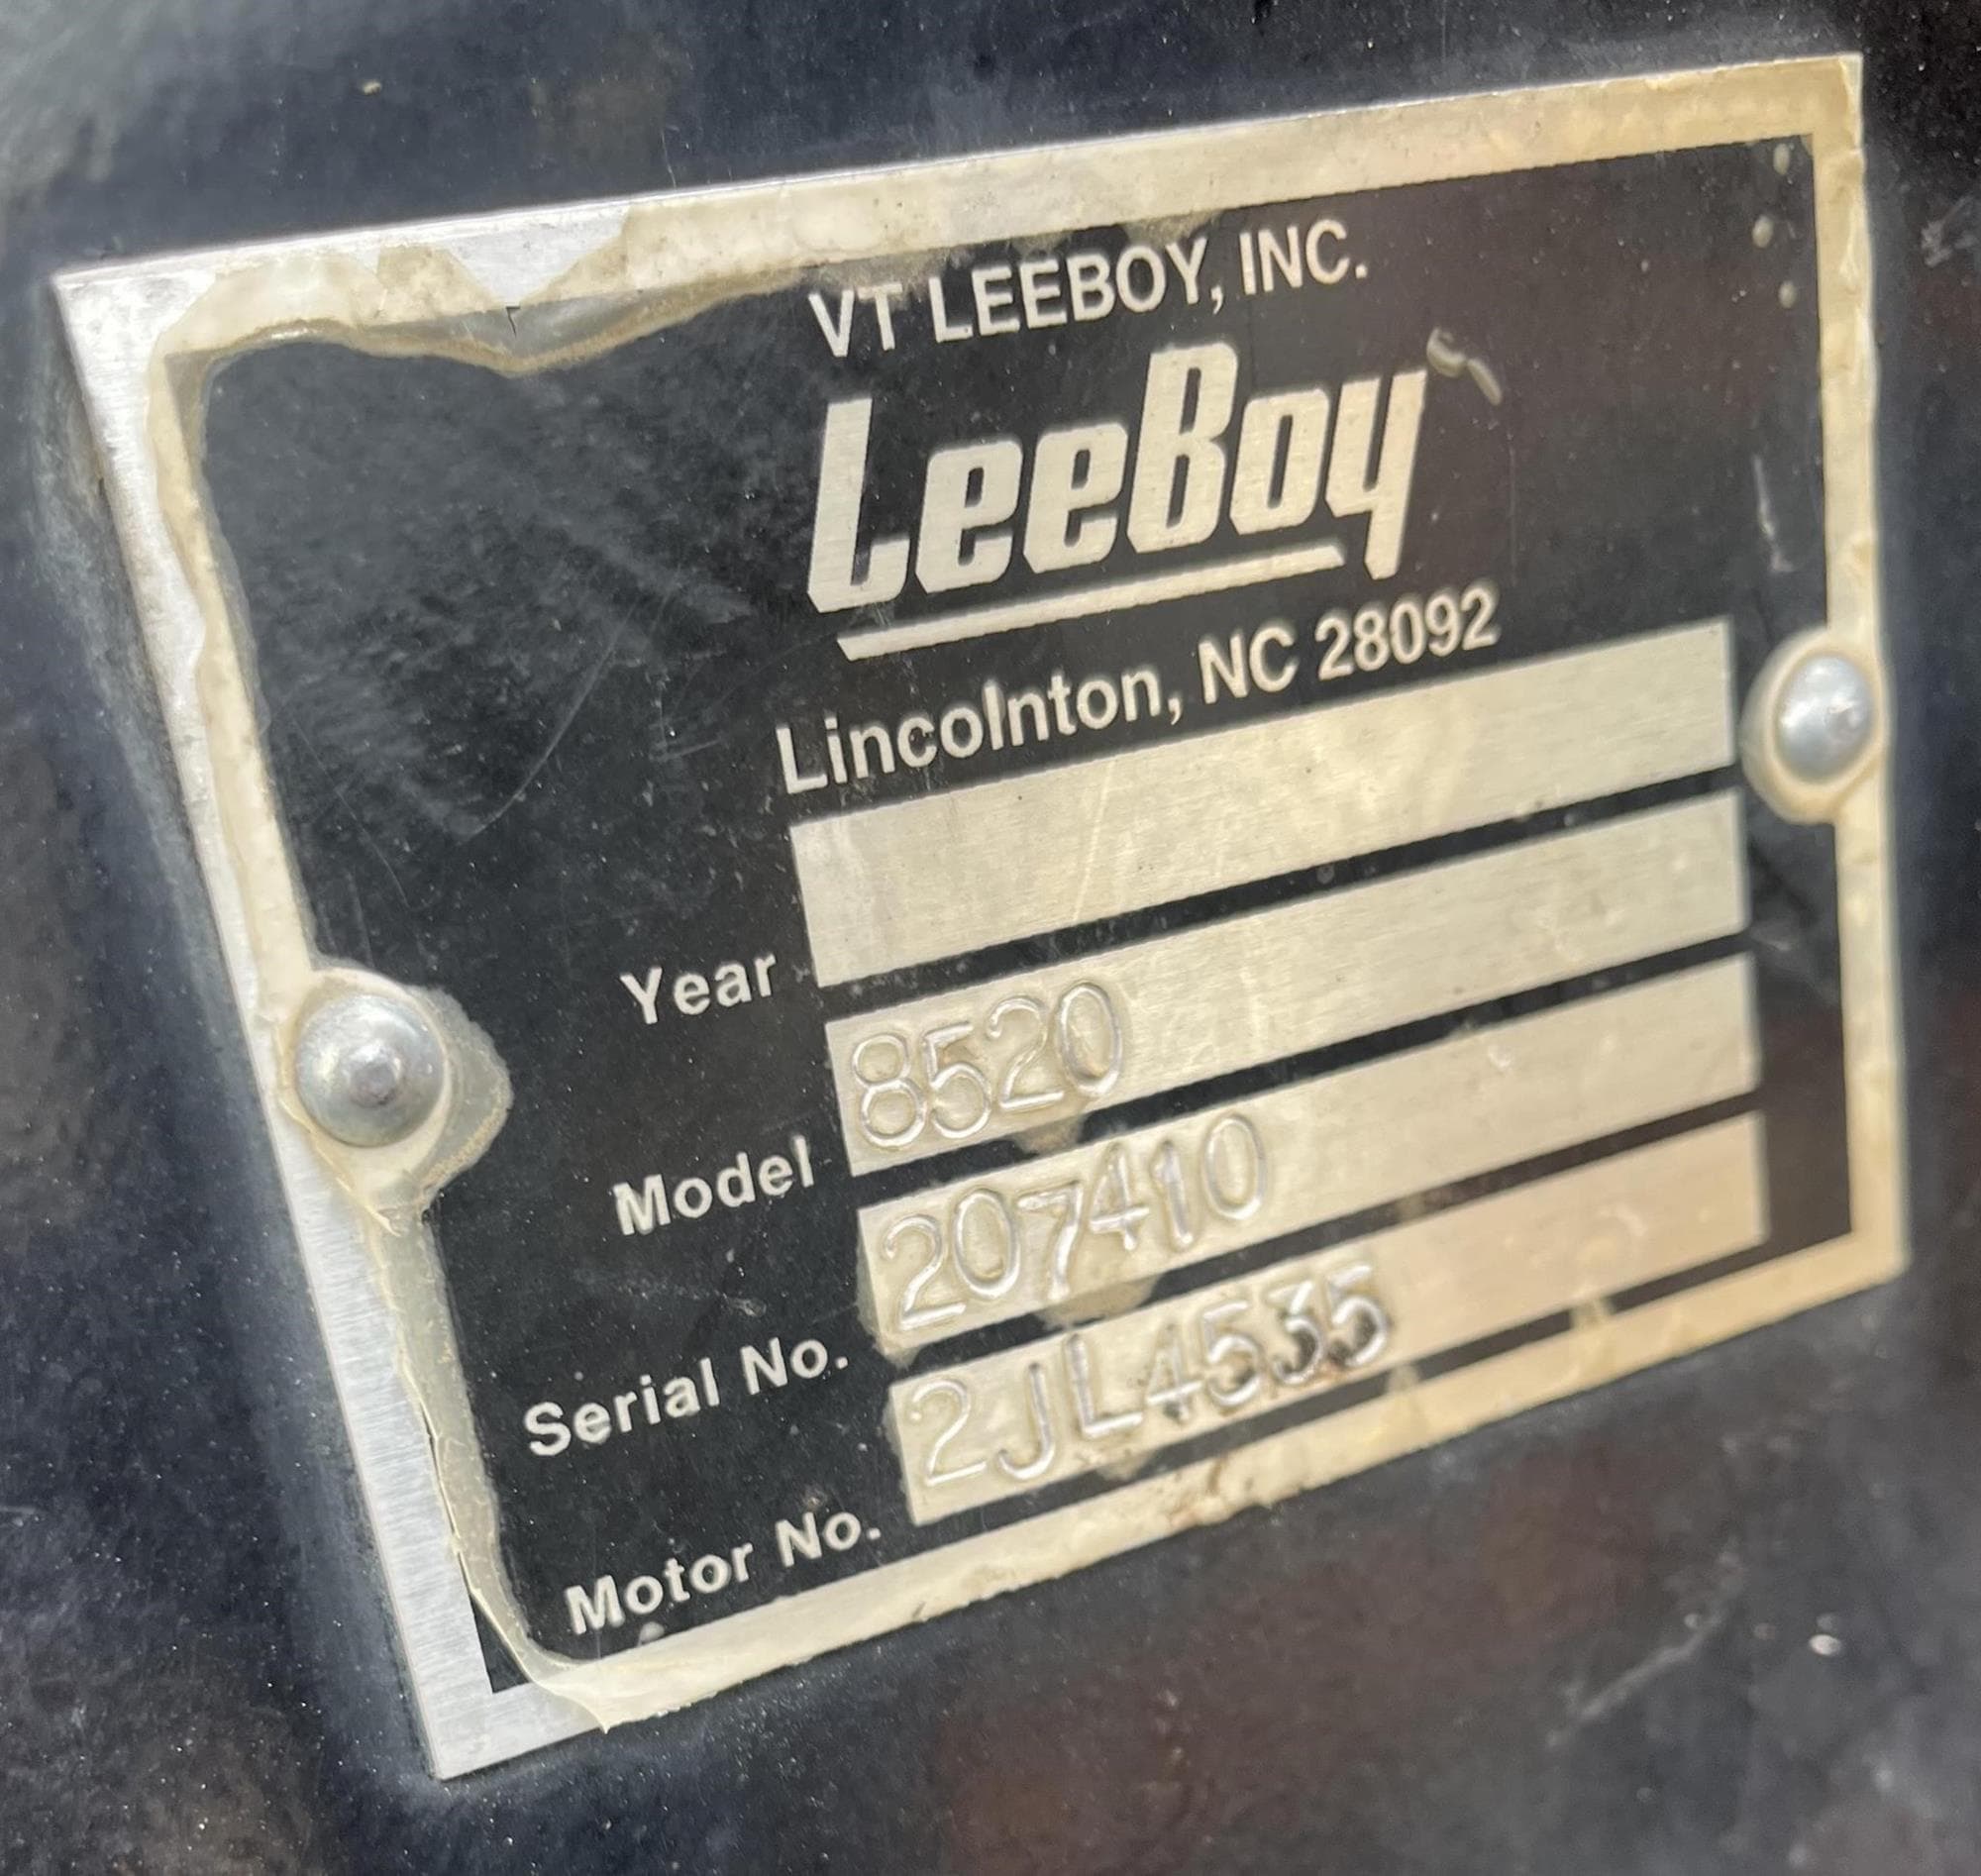 VT LEEBOY, INC.
LeeBoy
Lincolnton, NC 28092
Year
Model 8520
Serial No. 207410
Motor No. 2JL4535